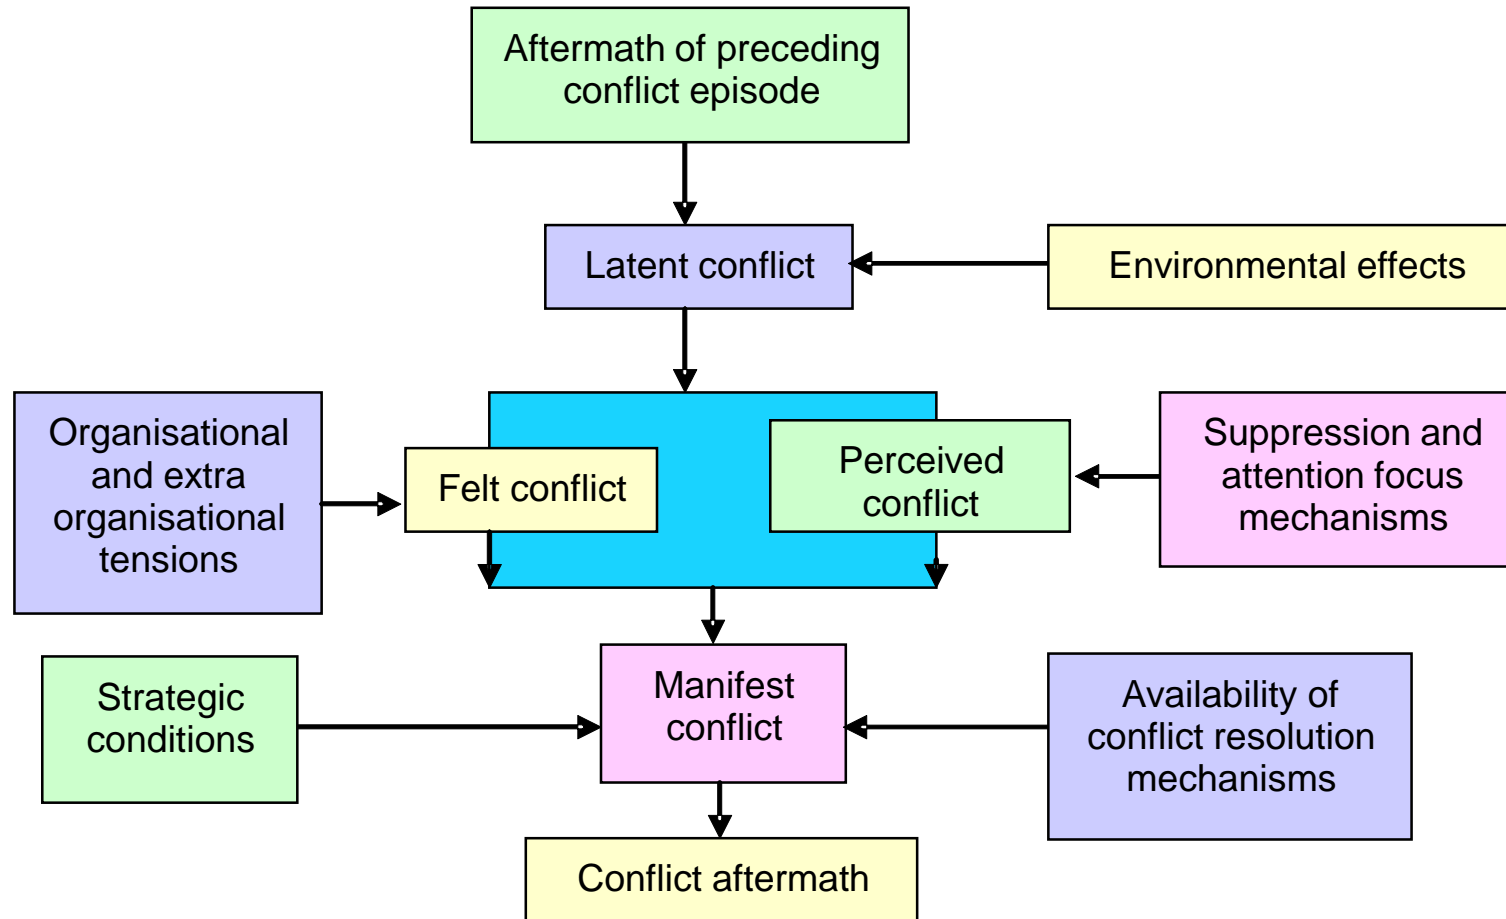 Aftermath of preceding
conflict episode
Latent conflict
Environmental effects
Organisational
and extra
organisational
tensions
Felt conflict
Perceived
conflict
Suppression and
attention focus
mechanisms
Strategic
conditions
Manifest
conflict
Availability of
conflict resolution
mechanisms
Conflict aftermath